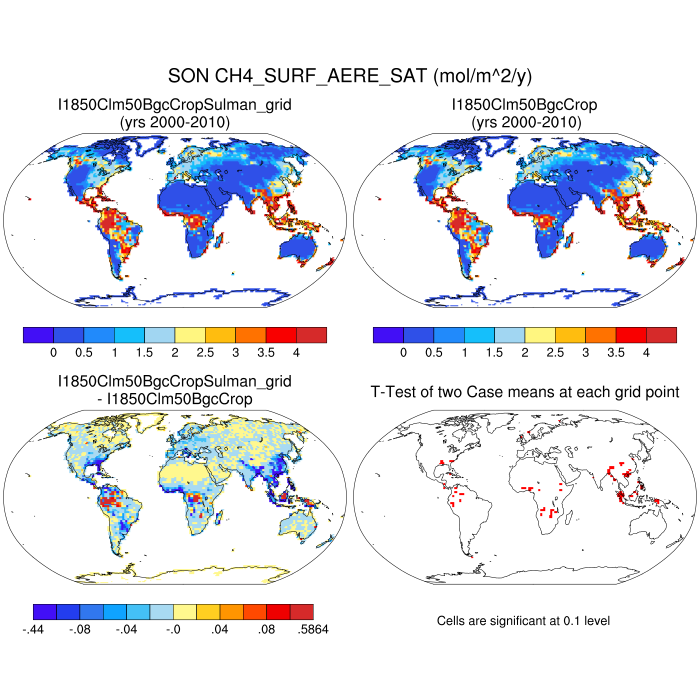 SON CH4_SURF_AERE_SAT (mol/m^2/y)
I1850Clm50BgcCropSulman_grid
(yrs 2000-2010)
I1850Clm50BgcCrop
(yrs 2000-2010)
0 0.5 1 1.5 2 2.5 3 3.5 4
0 0.5 1 1.5 2 2.5 3 3.5 4
I1850Clm50BgcCropSulman_grid
- I1850Clm50BgcCrop
T-Test of two Case means at each grid point
-.44 -.08 -.04 -.0 .04 .08 .5864
Cells are significant at 0.1 level